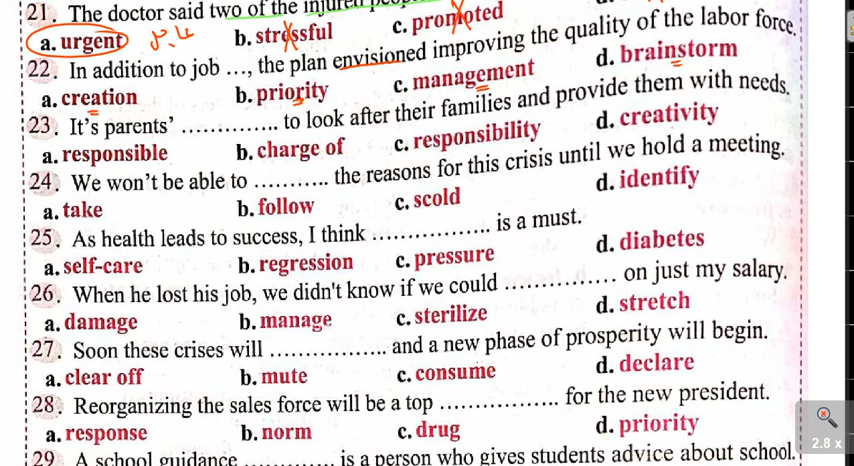 21. The doctor said two of the injured
a. urgent b. stressful c. promoted
22. In addition to job ..., the plan envisioned improving the quality of the labor force.
a. creation b. priority c. management d. brainstorm
23. It's parents' .............. to look after their families and provide them with needs.
a. responsible b. charge of c. responsibility d. creativity
24. We won't be able to ........... the reasons for this crisis until we hold a meeting.
a. take b. follow c. scold d. identify
25. As health leads to success, I think ................. is a must.
a. self-care b. regression c. pressure d. diabetes
26. When he lost his job, we didn't know if we could ................ on just my salary.
a. damage b. manage c. sterilize d. stretch
27. Soon these crises will ................. and a new phase of prosperity will begin.
a. clear off b. mute c. consume d. declare
28. Reorganizing the sales force will be a top ................. for the new president.
a. response b. norm c. drug d. priority
29. A school guidance ............. is a person who gives students advice about school.
2.8 x